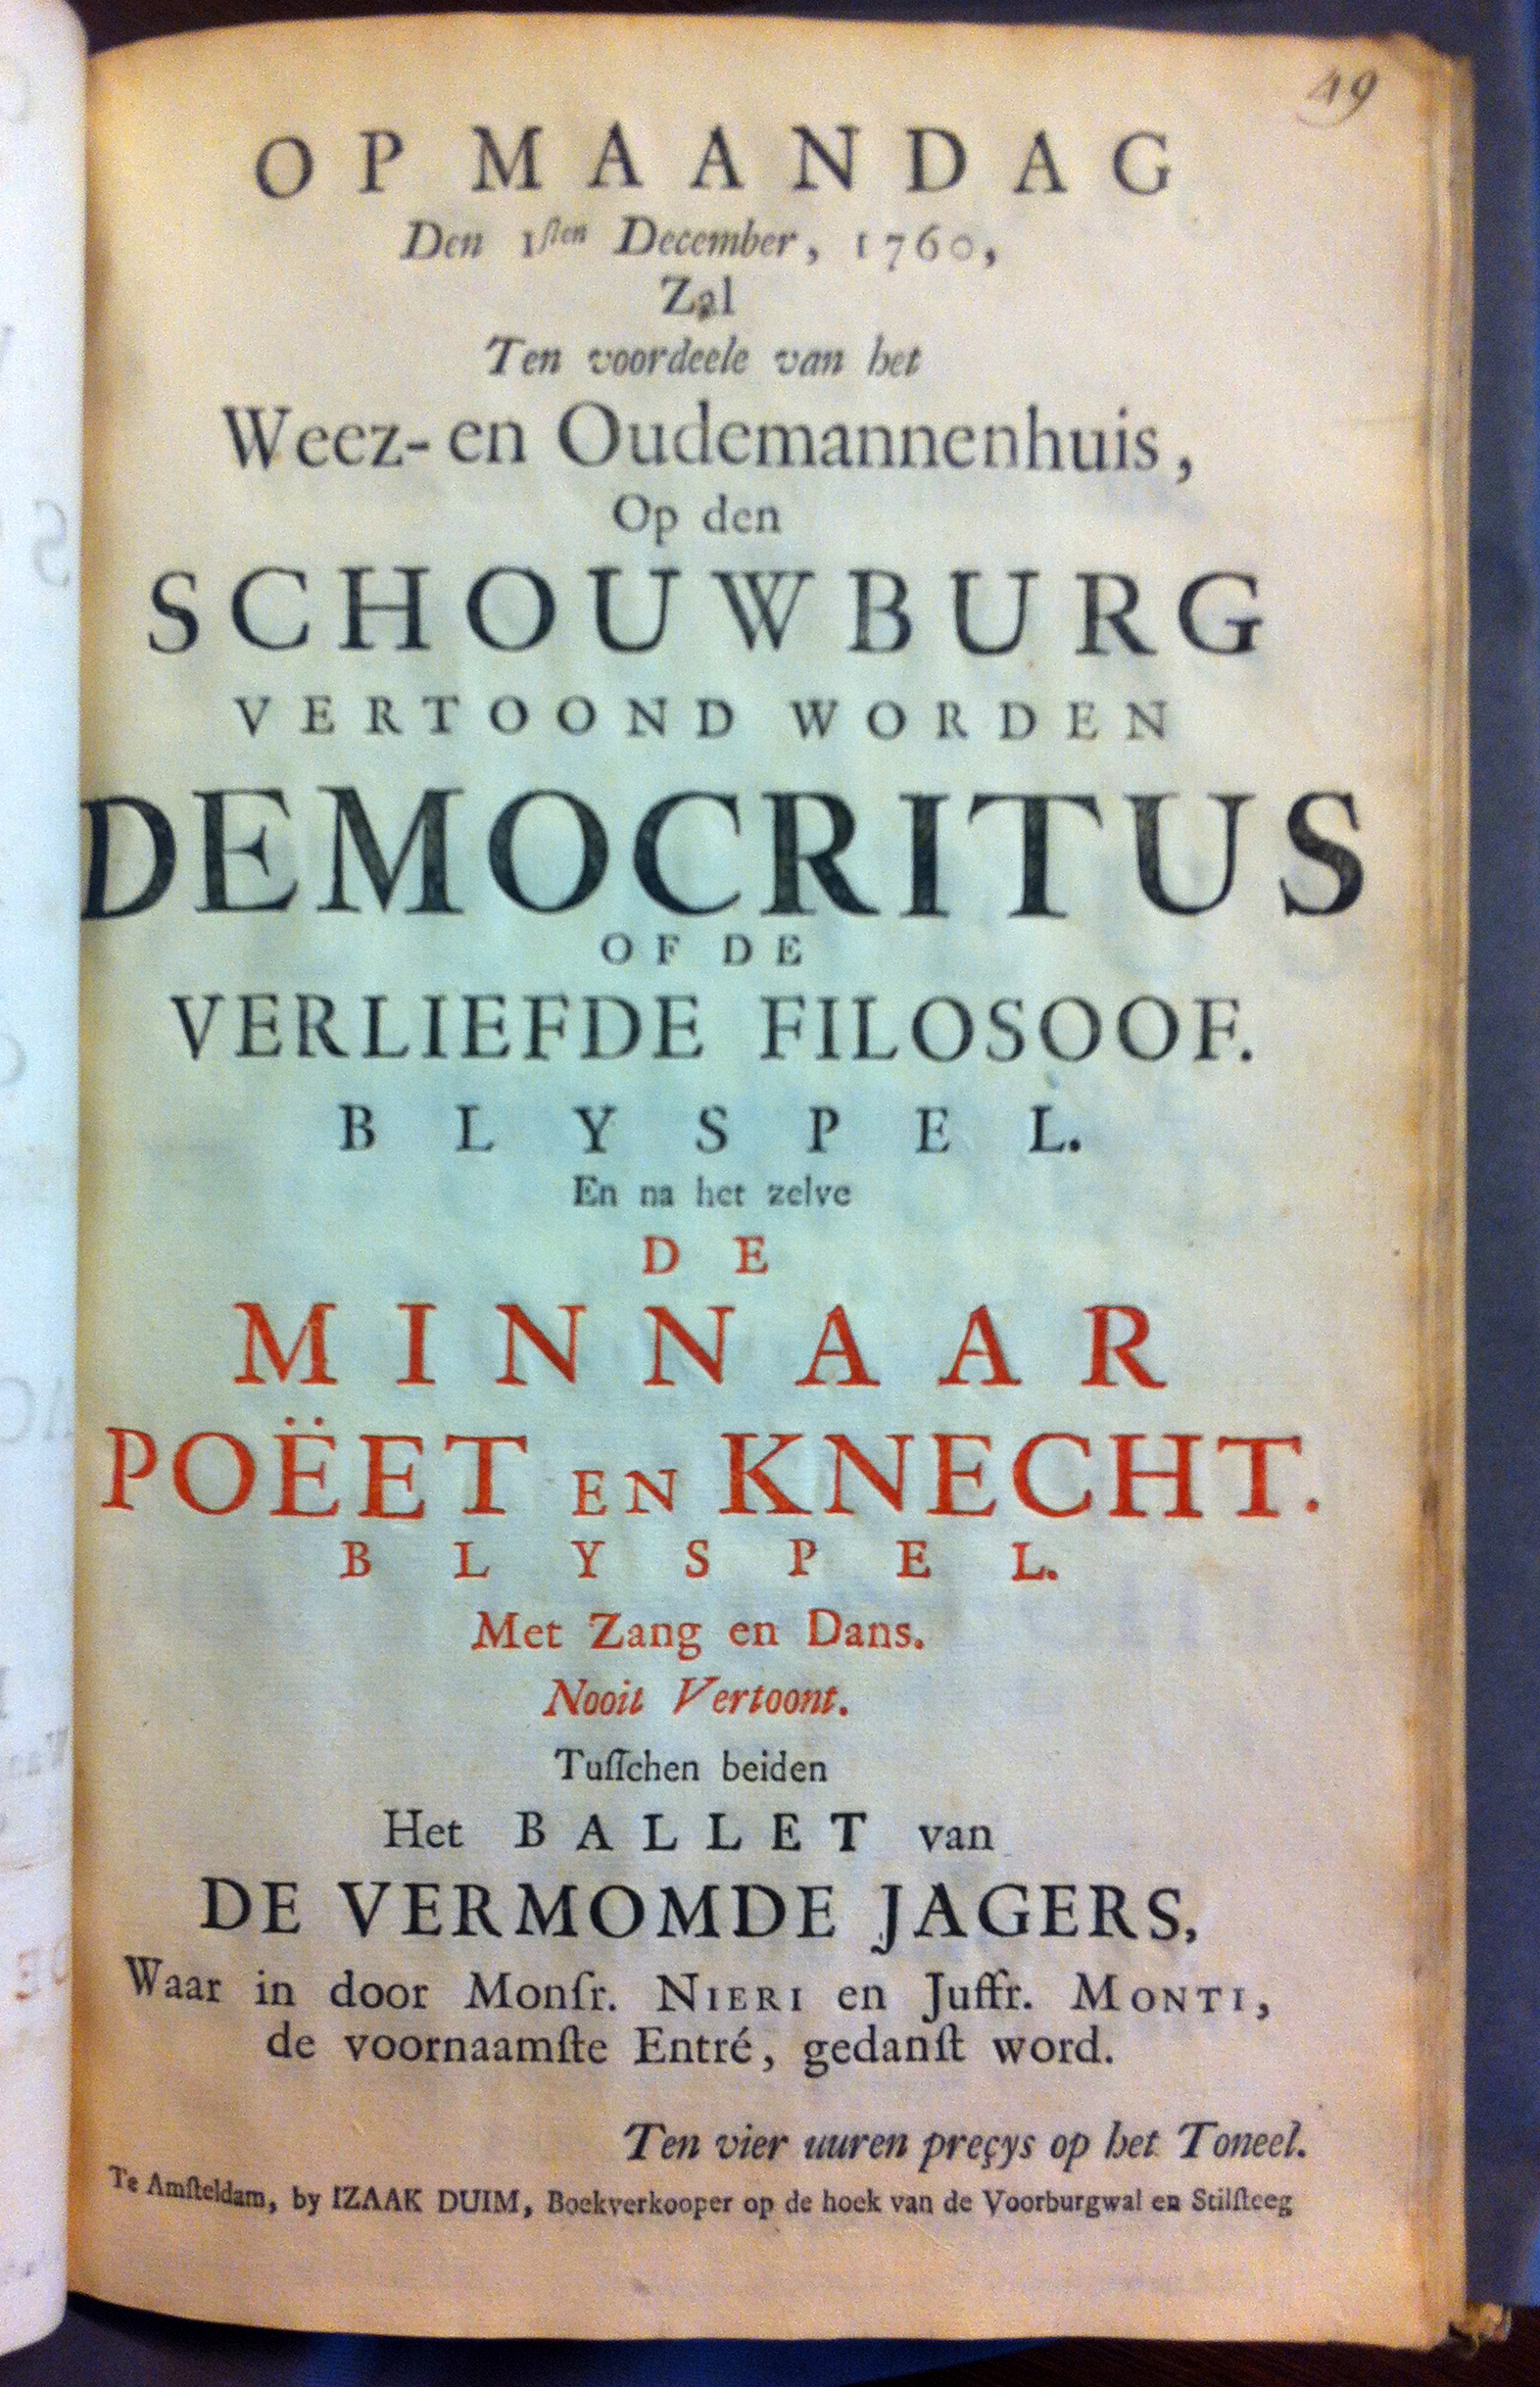 49
OP MAANDAG
Den 1ſten December, 1760,
Zal
Ten voordeele van het
Weez- en Oudemannenhuis,
Op den
SCHOUWBURG
VERTOOND WORDEN
DEMOCRITUS
OF DE
VERLIEFDE FILOSOOF.
BLYSPEL.
En na het zelve
DE
MINNAAR
POËET EN KNECHT.
BLYSPEL.
Met Zang en Dans.
Nooit Vertoont.
Tuſſchen beiden
Het BALLET van
DE VERMOMDE JAGERS,
Waar in door Monſr. NIERI en Juffr. MONTI,
de voornaamſte Entré, gedanſt word.
Ten vier uuren preçys op het Toneel.
Te Amſteldam, by IZAAK DUIM, Boekverkooper op de hoek van de Voorburgwal en Stilſteeg